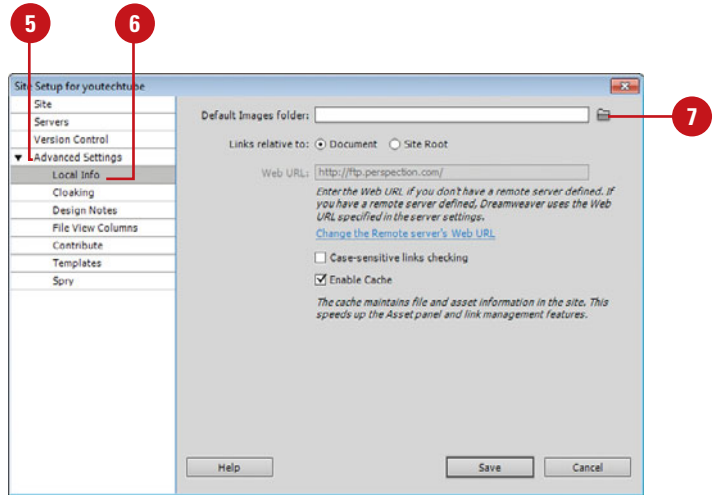 5
6
Site Setup for youtechtube
Site
Servers
Version Control
Advanced Settings
Local Info
Cloaking
Design Notes
File View Columns
Contribute
Templates
Spry
Default Images folder:
7
Links relative to: Document Site Root
Web URL: http://ftp.perspection.com/
Enter the Web URL if you don't have a remote server defined. If
you have a remote server defined, Dreamweaver uses the Web
URL specified in the server settings.
Change the Remote server's Web URL
Case-sensitive links checking
Enable Cache
The cache maintains file and asset information in the site. This
speeds up the Asset panel and link management features.
Help
Save
Cancel